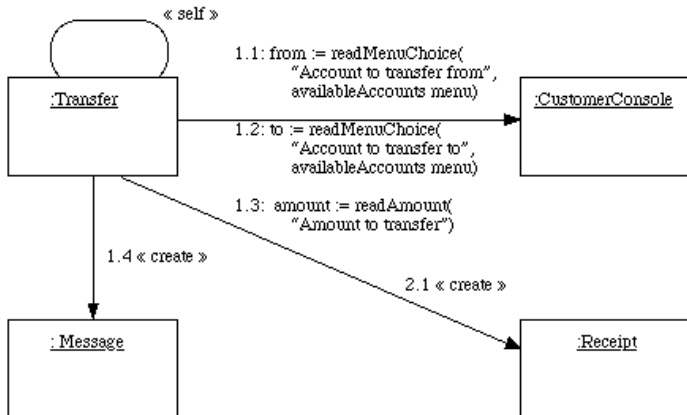 « self »
1.1: from := readMenuChoice(
"Account to transfer from",
availableAccounts menu)
:Transfer
:CustomerConsole
1.2: to := readMenuChoice(
"Account to transfer to",
availableAccounts menu)
1.3: amount := readAmount(
"Amount to transfer")
1.4 « create »
2.1 « create »
: Message
:Receipt